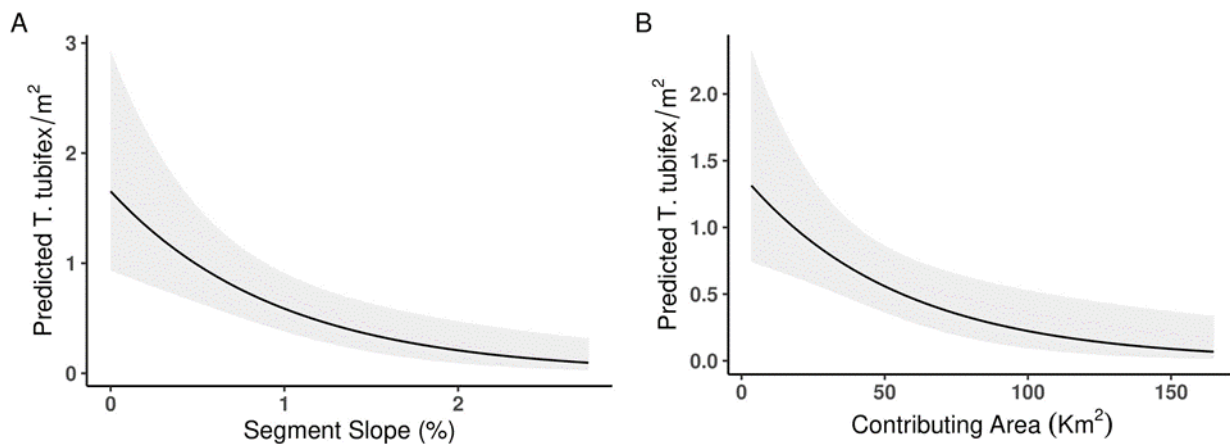 A
Predicted T. tubifex/m²
3
2
1
0
0 1 2
Segment Slope (%)
B
Predicted T. tubifex/m²
2.0
1.5
1.0
0.5
0.0
0 50 100 150
Contributing Area (Km²)